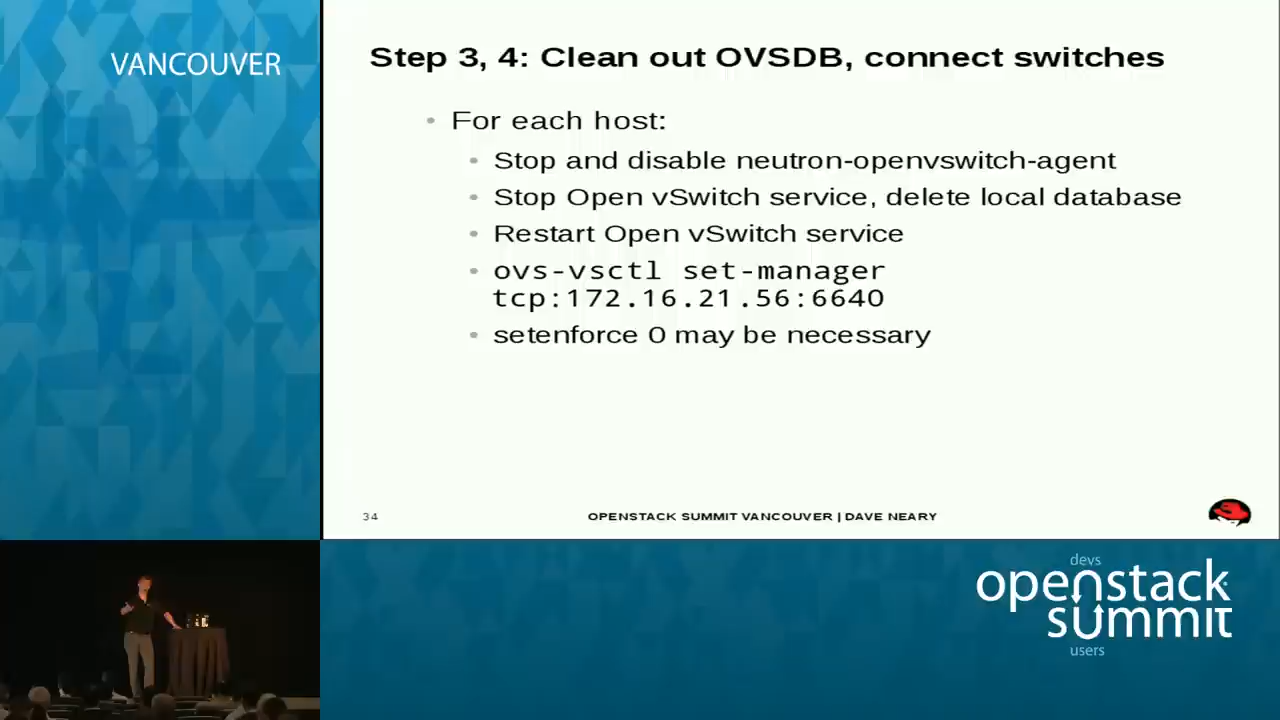 VANCOUVER
Step 3, 4: Clean out OVSDB, connect switches
For each host:
Stop and disable neutron-openvswitch-agent
Stop Open vSwitch service, delete local database
Restart Open vSwitch service
ovs-vsctl set-manager
tcp:172.16.21.56:6640
setenforce 0 may be necessary
34
OPENSTACK SUMMIT VANCOUVER | DAVE NEARY
devs
openstack
summit
users